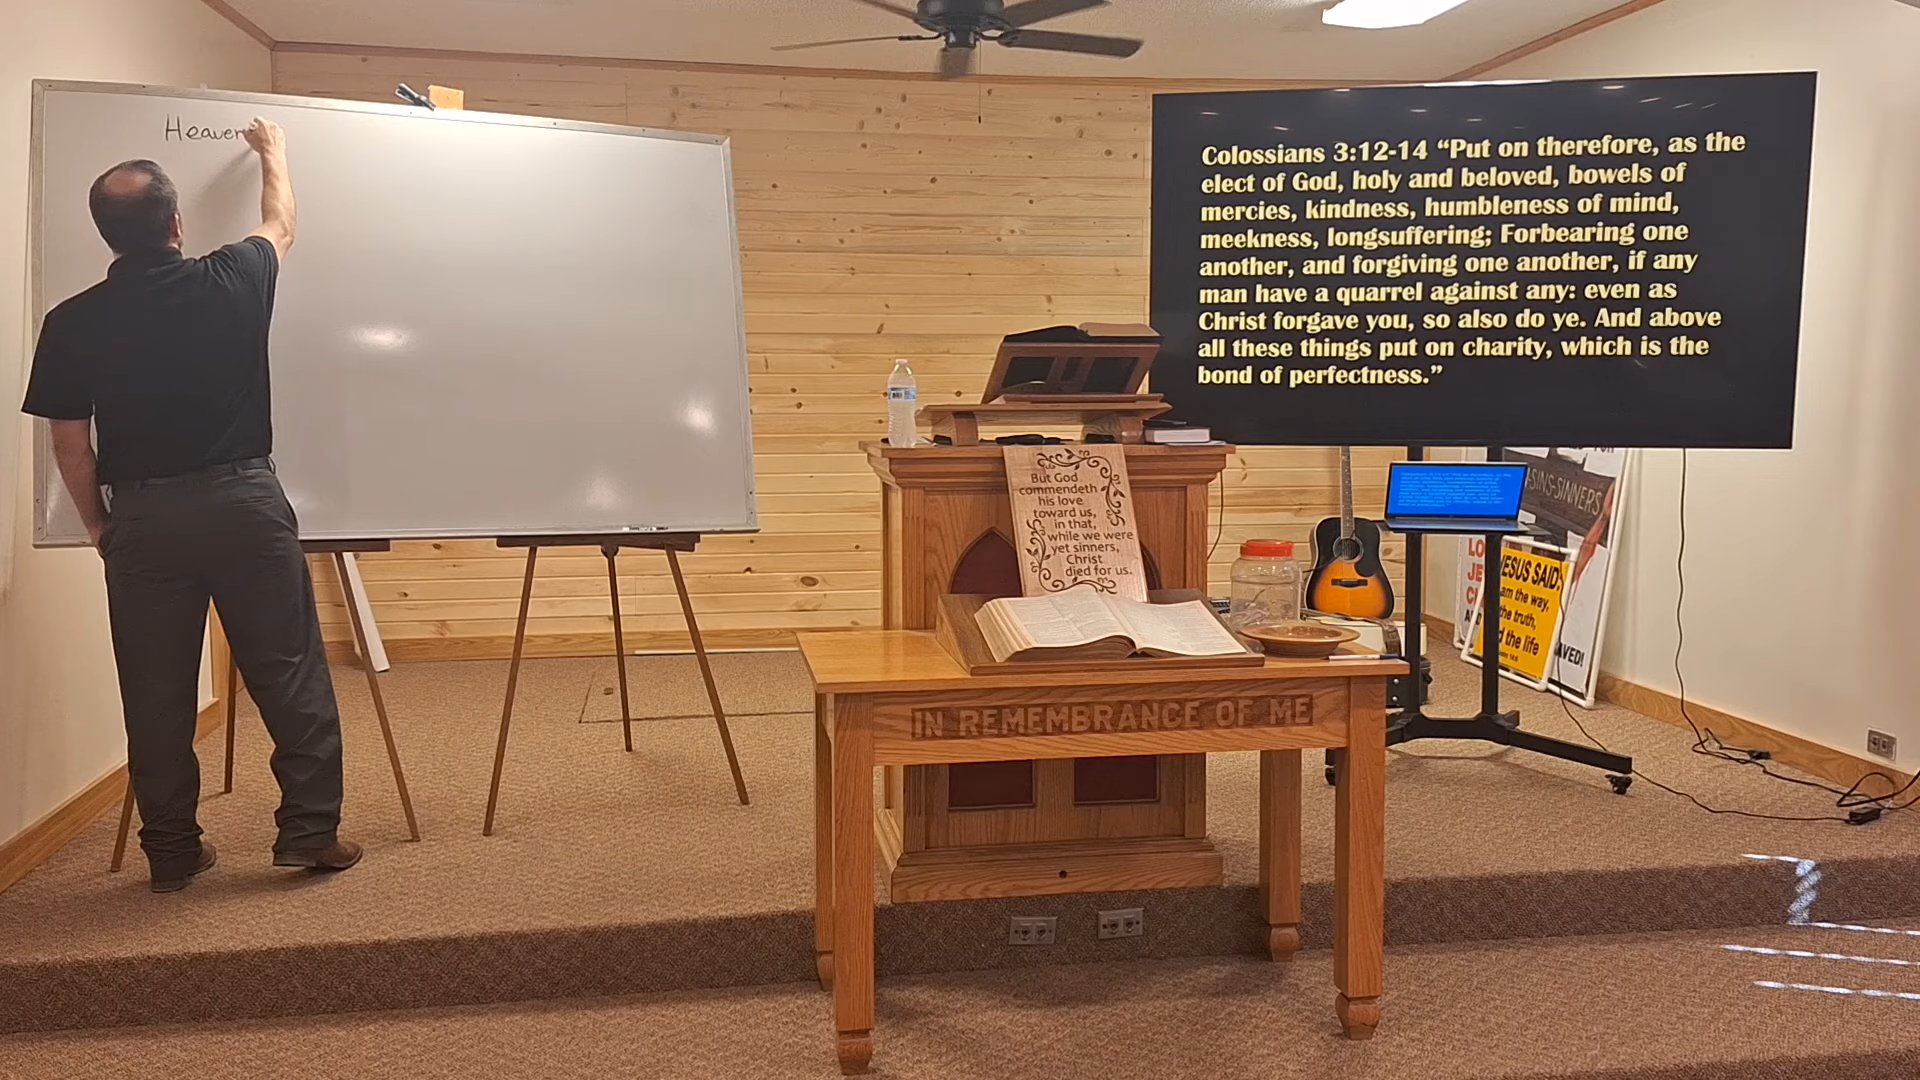 Heaven
Colossians 3:12-14 “Put on therefore, as the
elect of God, holy and beloved, bowels of
mercies, kindness, humbleness of mind,
meekness, longsuffering; Forbearing one
another, and forgiving one another, if any
man have a quarrel against any: even as
Christ forgave you, so also do ye. And above
all these things put on charity, which is the
bond of perfectness.”
But God
commendeth
his love
toward us,
in that,
while we were
yet sinners,
Christ
died for us.
-SINS-SINNERS
LO
JE
JESUS SAID:
am the way,
the truth,
the life
IN REMEMBRANCE OF ME